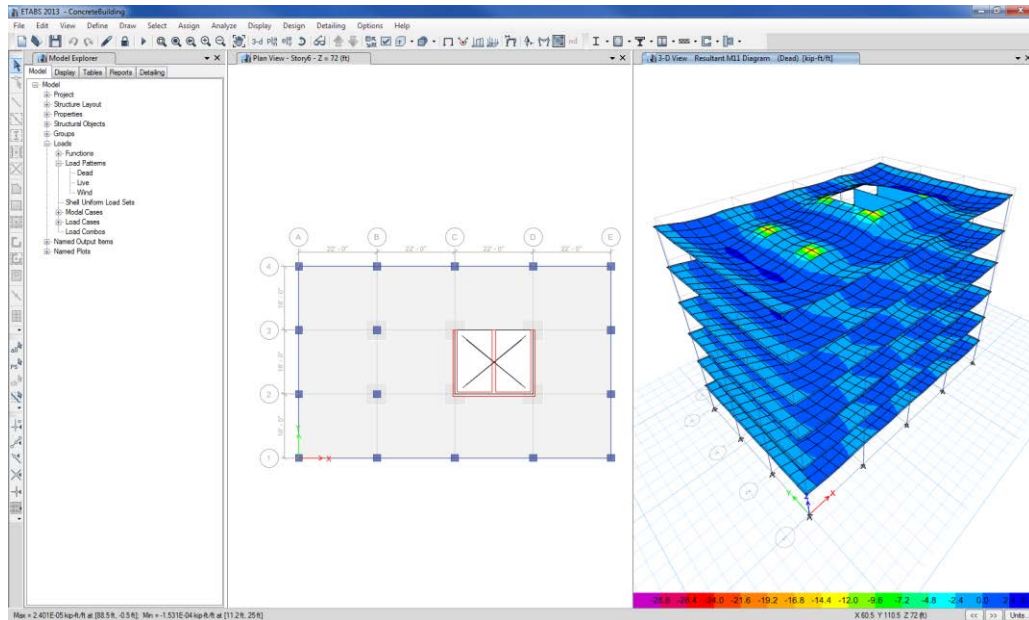 ETABS 2013 - ConcreteBuilding
File Edit View Define Draw Select Assign Analyze Display Design Detailing Options Help
3-d
Model Explorer
Plan View - Story6 - Z = 72 (ft)
3-D View Resultant M11 Diagram (Dead) [kip-ft/ft]
Model Display Tables Reports Detailing
Model
Project
Structure Layout
Properties
Structural Objects
Groups
Loads
Functions
Load Patterns
Dead
Live
Wind
Shell Uniform Load Sets
Modal Cases
Load Cases
Load Combos
Named Output Items
Named Plots
A B C D E
22' - 0" 22' - 0" 22' - 0" 22' - 0"
4
18' - 0"
3
18' - 0"
2
18' - 0"
Y
1
X
Y Z X
-24.0 -21.6 -19.2 -16.8 -14.4 -12.0 -9.6 -7.2 -4.8 -2.4 0.0
Max = 2.401E-05 kip-ft/ft at [88.5 ft, -0.5 ft]; Min = -1.531E-04 kip-ft/ft at [11.2 ft, 25 ft]
X 60.5 Y 110.5 Z 72 (ft) << >> Units...